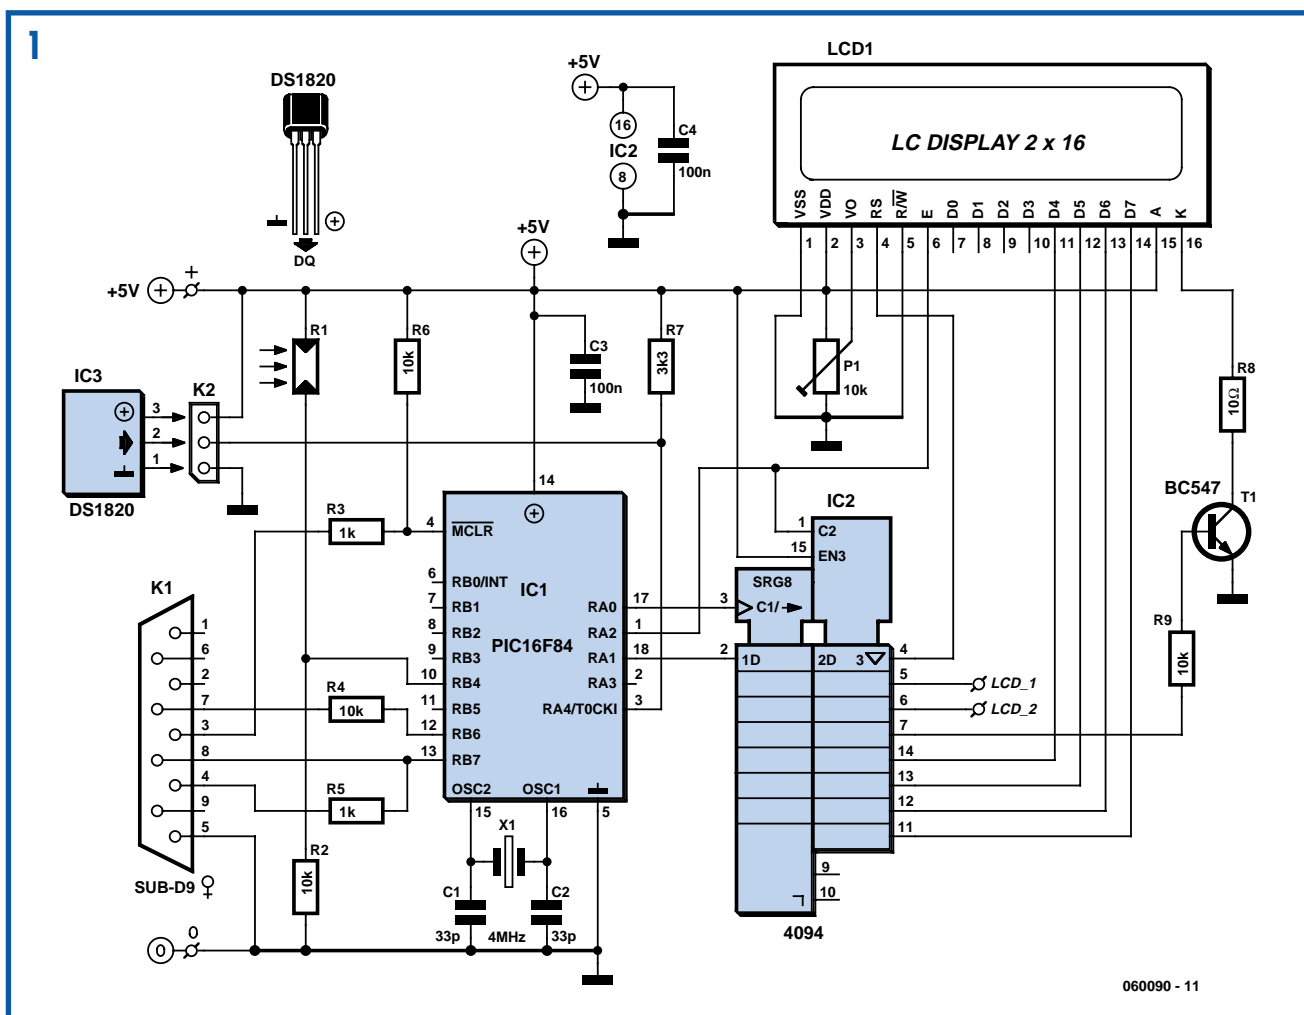 1
DS1820
DQ
+5V
16
IC2
8
C4
100n
LCD1
LC DISPLAY 2 x 16
VSS VDD VO RS R/W E D0 D1 D2 D3 D4 D5 D6 D7 A K
1 2 3 4 5 6 7 8 9 10 11 12 13 14 15 16
+5V
+5V
+
R1
R6
10k
C3
100n
R7
3k3
P1
10k
R8
10Ω
IC3
3
2
1
DS1820
K2
BC547
T1
R3
1k
4
MCLR
14
IC1
PIC16F84
6 RB0/INT
7 RB1
8 RB2
9 RB3
10 RB4
11 RB5
12 RB6
13 RB7
RA0 17
RA2 1
RA1 18
RA3 2
RA4/T0CKI 3
OSC2
OSC1
15
16
5
IC2
1 C2
15 EN3
SRG8
3 C1/
2 1D
2D
3
4
5
6
7
14
13
12
11
9
10
4094
LCD_1
LCD_2
R9
10k
K1
1
6
2
7
3
8
4
9
5
SUB-D9
R4
10k
R5
1k
R2
10k
X1
C1
33p
4MHz
C2
33p
0
0
060090 - 11